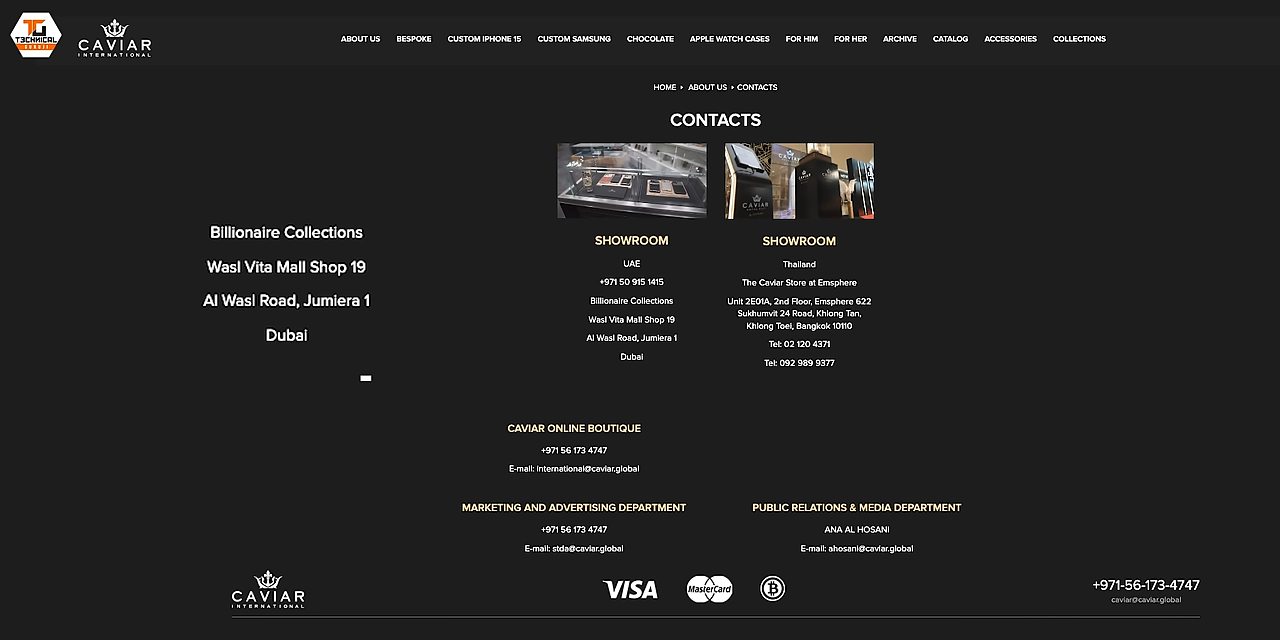 TG
T3CHNICAL
GURUJI
CAVIAR
INTERNATIONAL
ABOUT US BESPOKE CUSTOM IPHONE 15 CUSTOM SAMSUNG CHOCOLATE APPLE WATCH CASES FOR HIM FOR HER ARCHIVE CATALOG ACCESSORIES COLLECTIONS
HOME ABOUT US CONTACTS
CONTACTS
CAVIAR
CAVIAR
Billionaire Collections
Wasl Vita Mall Shop 19
Al Wasl Road, Jumiera 1
Dubai
SHOWROOM
UAE
+971 50 915 1415
Billionaire Collections
Wasl Vita Mall Shop 19
Al Wasl Road, Jumiera 1
Dubai
SHOWROOM
Thailand
The Caviar Store at Emsphere
Unit 2E01A, 2nd Floor, Emsphere 622
Sukhumvit 24 Road, Khlong Tan,
Khlong Toei, Bangkok 10110
Tel: 02 120 4371
Tel: 092 989 9377
CAVIAR ONLINE BOUTIQUE
+971 56 173 4747
E-mail: international@caviar.global
MARKETING AND ADVERTISING DEPARTMENT
+971 56 173 4747
E-mail: stda@caviar.global
PUBLIC RELATIONS & MEDIA DEPARTMENT
ANA AL HOSANI
E-mail: ahosani@caviar.global
CAVIAR
INTERNATIONAL
VISA
MasterCard
+971-56-173-4747
caviar@caviar.global